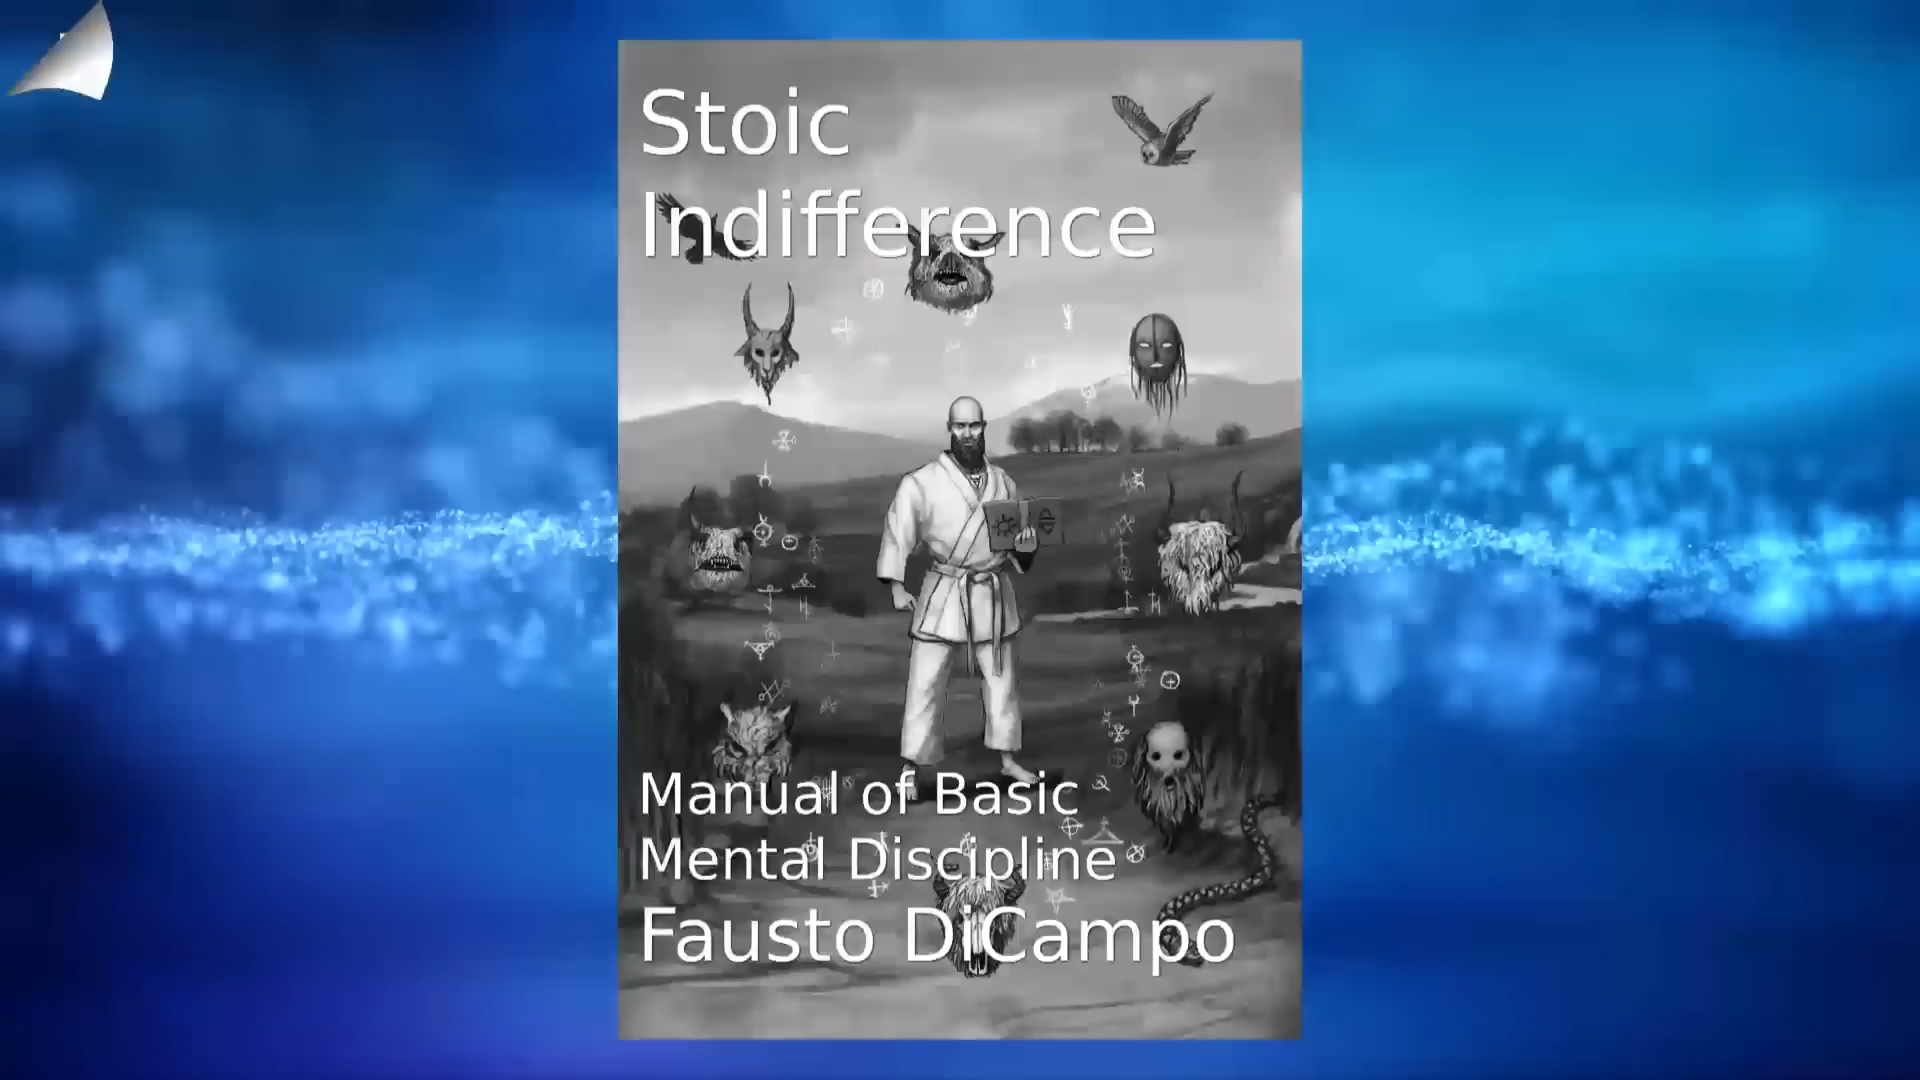 Stoic
Indifference
Manual of Basic
Mental Discipline
Fausto DiCampo